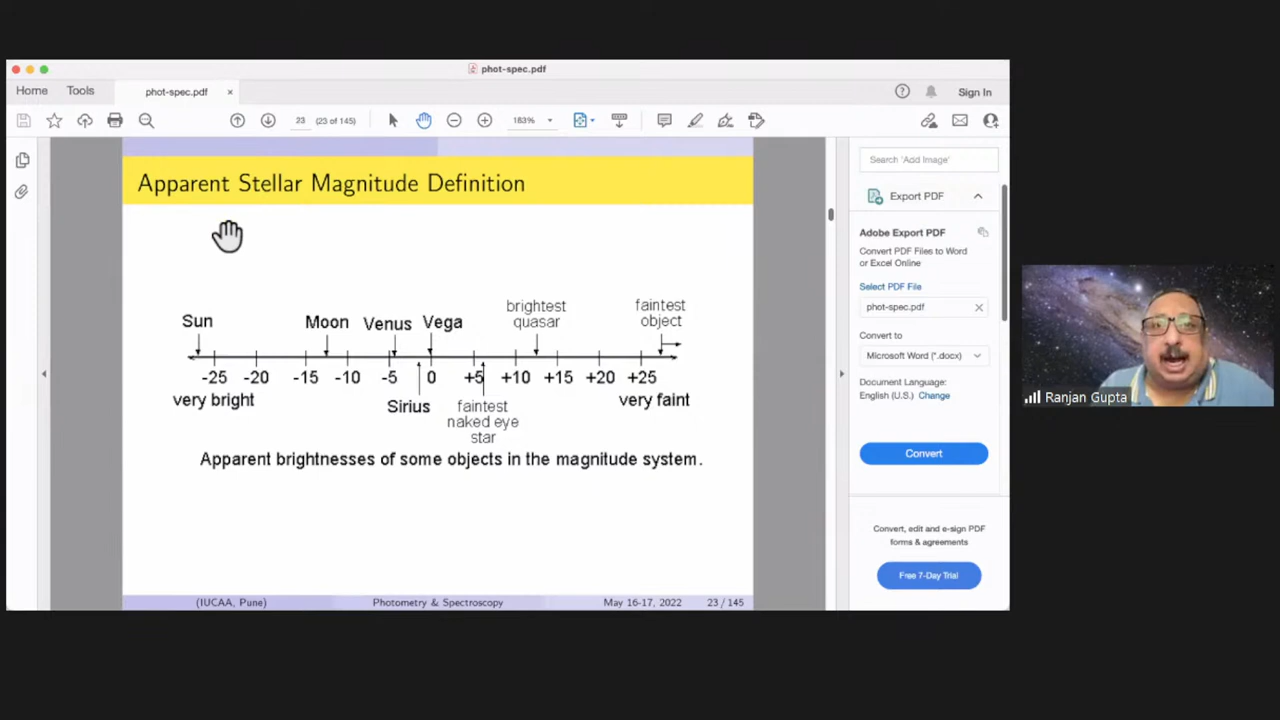 phot-spec.pdf
Home
Tools
phot-spec.pdf
×
Sign In
23 (23 of 145)
163%
Apparent Stellar Magnitude Definition
Sun
Moon
Venus
Vega
brightest
quasar
faintest
object
-25
-20
-15
-10
-5
0
+5
+10
+15
+20
+25
very bright
Sirius
faintest
naked eye
star
very faint
Apparent brightnesses of some objects in the magnitude system.
(IUCAA, Pune)
Photometry & Spectroscopy
May 16-17, 2022
23 / 145
Search 'Add Image'
Export PDF
Adobe Export PDF
Convert PDF Files to Word
or Excel Online
Select PDF File
phot-spec.pdf
Convert to
Microsoft Word (*.docx)
Document Language:
English (U.S.) Change
Convert
Convert, edit and e-sign PDF
forms & agreements
Free 7-Day Trial
Ranjan Gupta